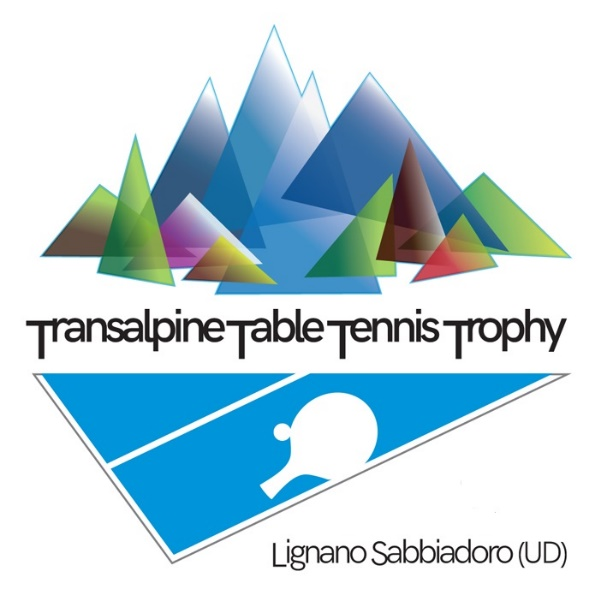 Transalpine Table Tennis Trophy
Lignano Sabbiadoro (UD)